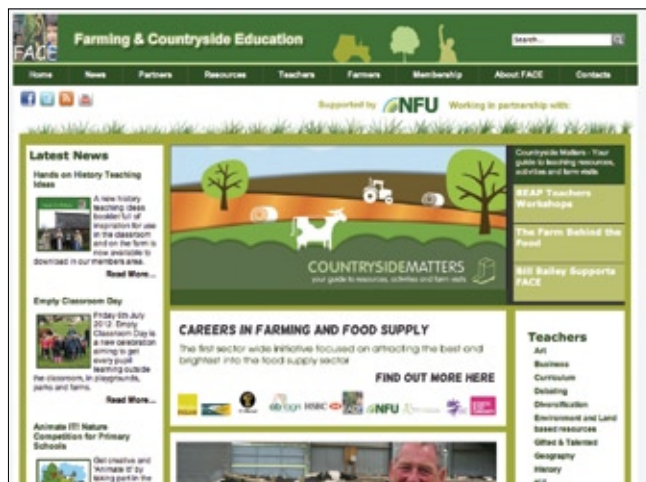 FACE
Farming & Countryside Education
Search...
Home News Partners Resources Teachers Farmers Membership About FACE Contacts
Supported by NFU Working in partnership with:
Latest News
Hands on History Teaching
Ideas
A new history
teaching ideas
booklet full of
inspiration for use
in the classroom
and on the farm is
now available to
download in our members area.
Read More...
Empty Classroom Day
Friday 6th July
2012. Empty
Classroom Day is
a new celebration
aiming to get
every pupil
learning outside
the classroom, in playgrounds,
parks and farms.
Read More...
Animate IT! Nature
Competition for Primary
Schools
Get creative and
'Animate it' by
taking part in the
COUNTRYSIDEMATTERS
your guide to resources, activities and farm visits
Countryside Matters - Your
guide to teaching resources,
activities and farm visits
REAP Teachers
Workshops
The Farm Behind the
Food
Bill Bailey Supports
FACE
CAREERS IN FARMING AND FOOD SUPPLY
The first sector wide initiative focused on attracting the best and
brightest into the food supply sector
FIND OUT MORE HERE
HSBC
NFU
Teachers
Art
Business
Curriculum
Debating
Diversification
Environment and Land
based resources
Gifted & Talented
Geography
History